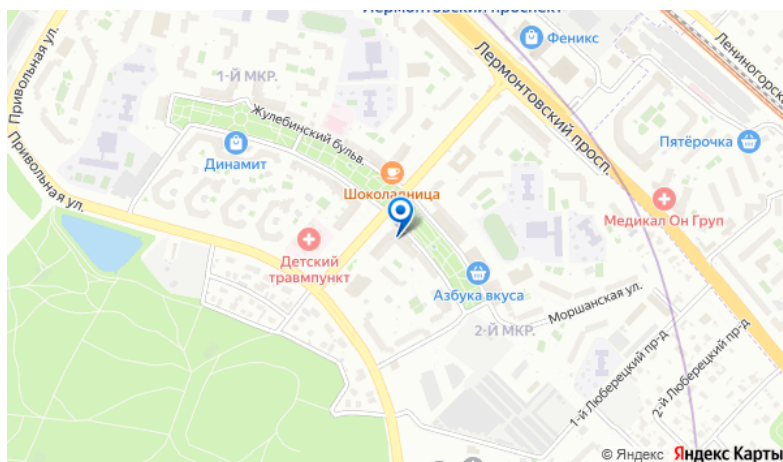 Лермонтовский проспект
Феникс
Лениногорск
Привольная ул.
1-Й МКР.
Жулебинский бульв.
Лермонтовский просп.
Динамит
Пятёрочка
Шоколадница
Привольная ул.
Медикал Он Груп
Детский
травмпункт
Азбука вкуса
Моршанская ул.
2-Й МКР.
1-й Люберецкий пр-д
2-й Люберецкий пр-д
© Яндекс Яндекс Карты